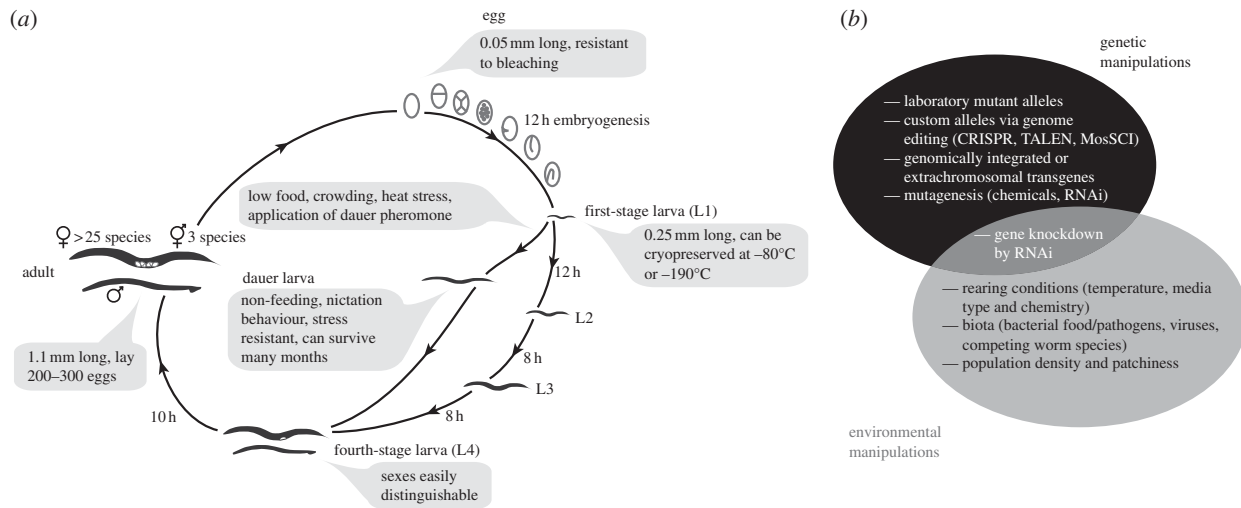 (a)
egg
0.05 mm long, resistant
to bleaching
12 h embryogenesis
low food, crowding, heat stress,
application of dauer pheromone
first-stage larva (L1)
0.25 mm long, can be
cryopreserved at –80°C
or –190°C
♀ >25 species
⚥ 3 species
adult
♂
dauer larva
non-feeding, nictation
behaviour, stress
resistant, can survive
many months
12 h
L2
8 h
L3
8 h
1.1 mm long, lay
200–300 eggs
10 h
fourth-stage larva (L4)
sexes easily
distinguishable
(b)
genetic
manipulations
— laboratory mutant alleles
— custom alleles via genome
editing (CRISPR, TALEN, MosSCI)
— genomically integrated or
extrachromosomal transgenes
— mutagenesis (chemicals, RNAi)
— gene knockdown
by RNAi
— rearing conditions (temperature, media
type and chemistry)
— biota (bacterial food/pathogens, viruses,
competing worm species)
— population density and patchiness
environmental
manipulations